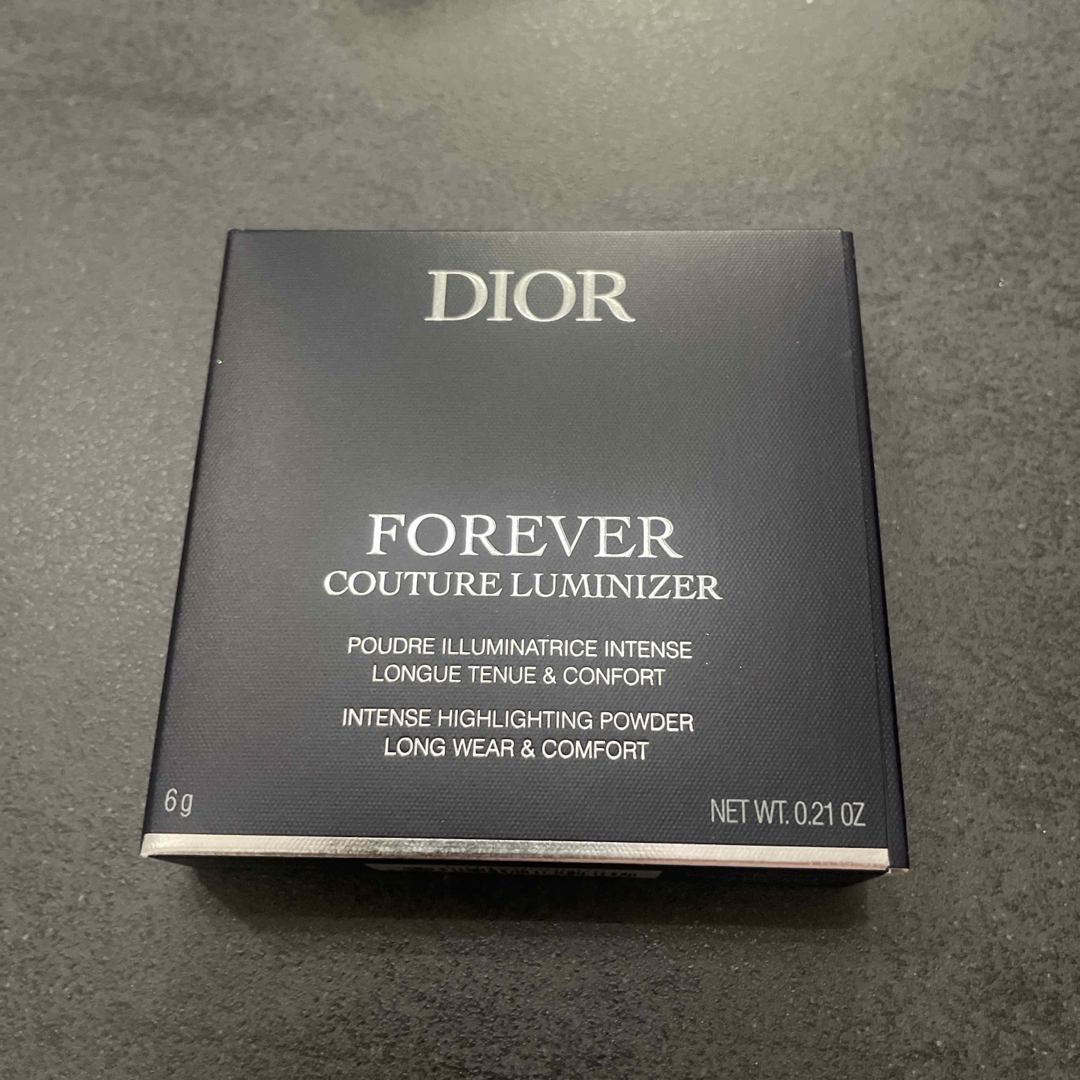 DIOR
FOREVER
COUTURE LUMINIZER
POUDRE ILLUMINATRICE INTENSE
LONGUE TENUE & CONFORT
INTENSE HIGHLIGHTING POWDER
LONG WEAR & COMFORT
6 g
NET WT. 0.21 OZ